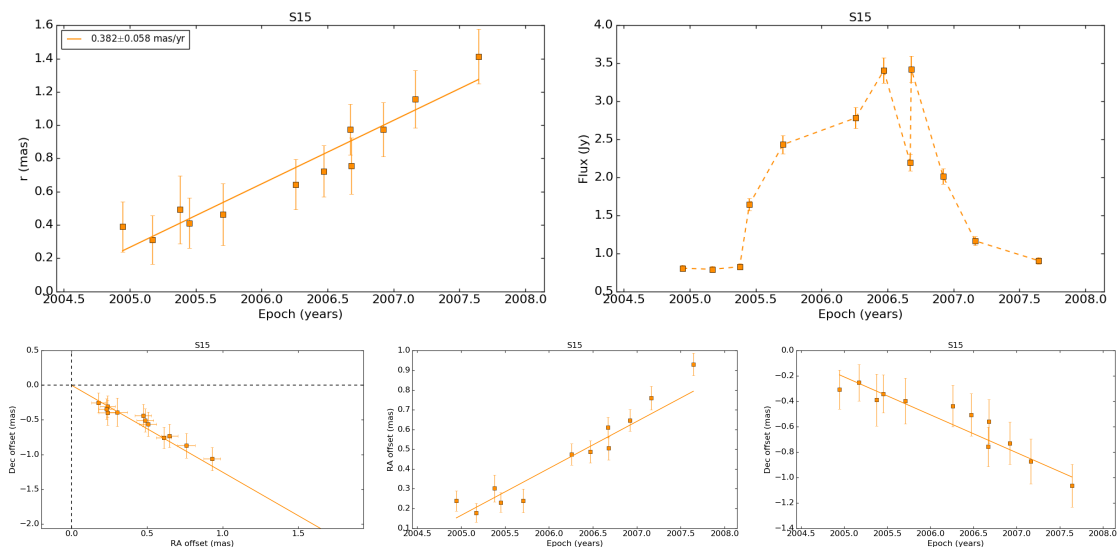 S15
0.382±0.058 mas/yr
r (mas)
1.6
1.4
1.2
1.0
0.8
0.6
0.4
0.2
0.0
2004.5 2005.0 2005.5 2006.0 2006.5 2007.0 2007.5 2008.0
Epoch (years)
S15
Flux (Jy)
4.0
3.5
3.0
2.5
2.0
1.5
1.0
0.5
2004.5 2005.0 2005.5 2006.0 2006.5 2007.0 2007.5 2008.0
Epoch (years)
S15
Dec offset (mas)
0.5
0.0
−0.5
−1.0
−1.5
−2.0
0.0 0.5 1.0 1.5
RA offset (mas)
S15
RA offset (mas)
1.0
0.9
0.8
0.7
0.6
0.5
0.4
0.3
0.2
0.1
2004.5 2005.0 2005.5 2006.0 2006.5 2007.0 2007.5 2008.0
Epoch (years)
S15
Dec offset (mas)
0.0
−0.2
−0.4
−0.6
−0.8
−1.0
−1.2
−1.4
2004.5 2005.0 2005.5 2006.0 2006.5 2007.0 2007.5 2008.0
Epoch (years)